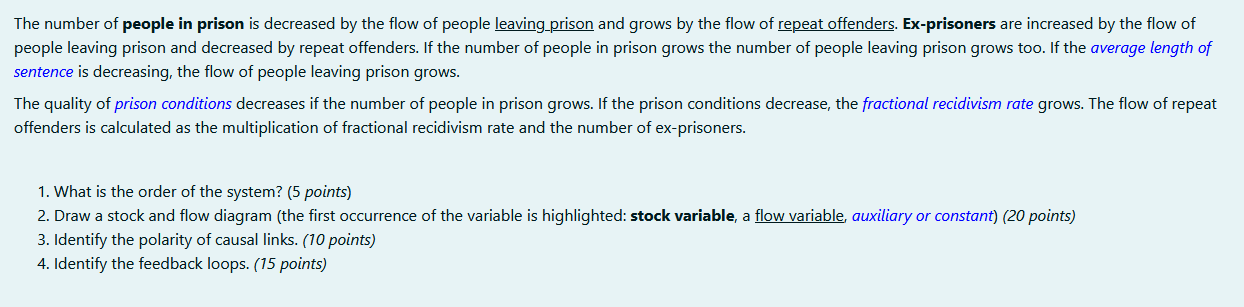 The number of people in prison is decreased by the flow of people leaving prison and grows by the flow of repeat offenders. Ex-prisoners are increased by the flow of
people leaving prison and decreased by repeat offenders. If the number of people in prison grows the number of people leaving prison grows too. If the average length of
sentence is decreasing, the flow of people leaving prison grows.
The quality of prison conditions decreases if the number of people in prison grows. If the prison conditions decrease, the fractional recidivism rate grows. The flow of repeat
offenders is calculated as the multiplication of fractional recidivism rate and the number of ex-prisoners.
1. What is the order of the system? (5 points)
2. Draw a stock and flow diagram (the first occurrence of the variable is highlighted: stock variable, a flow variable, auxiliary or constant) (20 points)
3. Identify the polarity of causal links. (10 points)
4. Identify the feedback loops. (15 points)